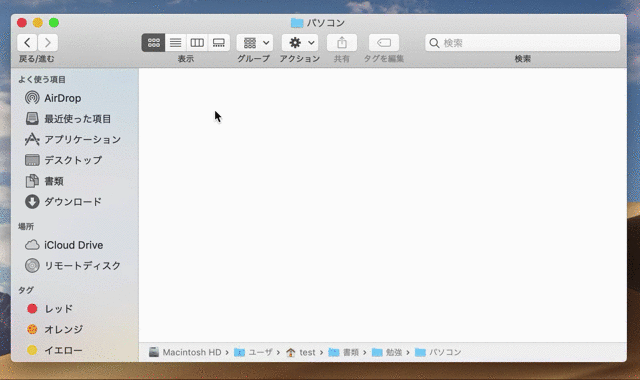 パソコン
戻る/進む
表示
グループ
アクション
共有
タグを編集
検索
検索
よく使う項目
AirDrop
最近使った項目
アプリケーション
デスクトップ
書類
ダウンロード
場所
iCloud Drive
リモートディスク
タグ
レッド
オレンジ
イエロー
Macintosh HD › ユーザ › test › 書類 › 勉強 › パソコン